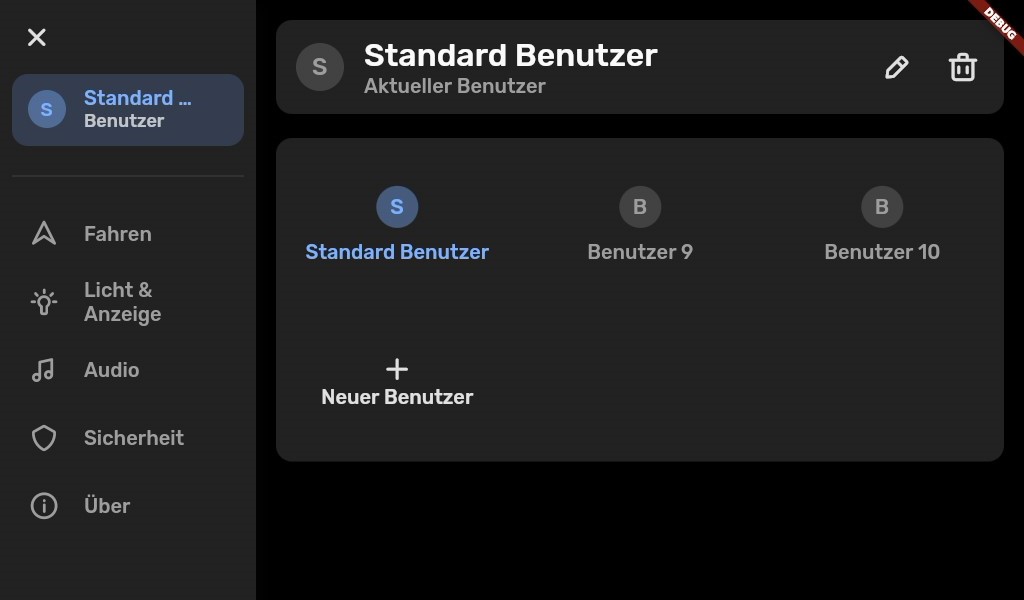 DEBUG
S
Standard Benutzer
Aktueller Benutzer
S
Standard ...
Benutzer
Fahren
Licht &
Anzeige
Audio
Sicherheit
Über
S
Standard Benutzer
B
Benutzer 9
B
Benutzer 10
Neuer Benutzer